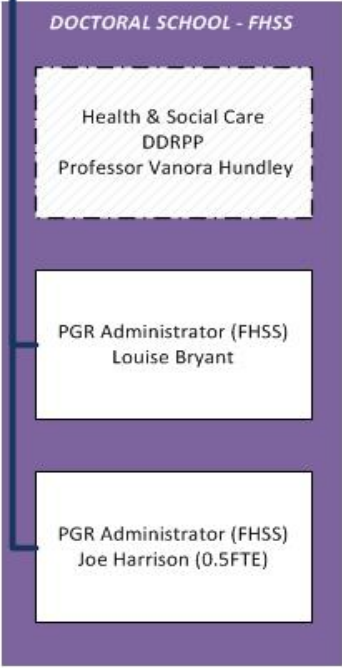 DOCTORAL SCHOOL - FHSS
Health & Social Care
DDRPP
Professor Vanora Hundley
PGR Administrator (FHSS)
Louise Bryant
PGR Administrator (FHSS)
Joe Harrison (0.5FTE)